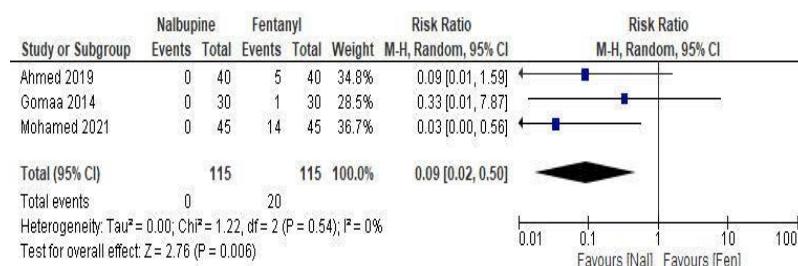 Nalbupine Fentanyl Risk Ratio Risk Ratio
Study or Subgroup Events Total Events Total Weight M-H, Random, 95% CI M-H, Random, 95% CI
Ahmed 2019 0 40 5 40 34.8% 0.09 [0.01, 1.59]
Gomaa 2014 0 30 1 30 28.5% 0.33 [0.01, 7.87]
Mohamed 2021 0 45 14 45 36.7% 0.03 [0.00, 0.56]
Total (95% CI) 115 115 100.0% 0.09 [0.02, 0.50]
Total events 0 20
Heterogeneity: Tau² = 0.00; Chi² = 1.22, df = 2 (P = 0.54); I² = 0%
Test for overall effect: Z = 2.76 (P = 0.006)
0.01 0.1 1 10 100
Favours [Nal] Favours [Fen]